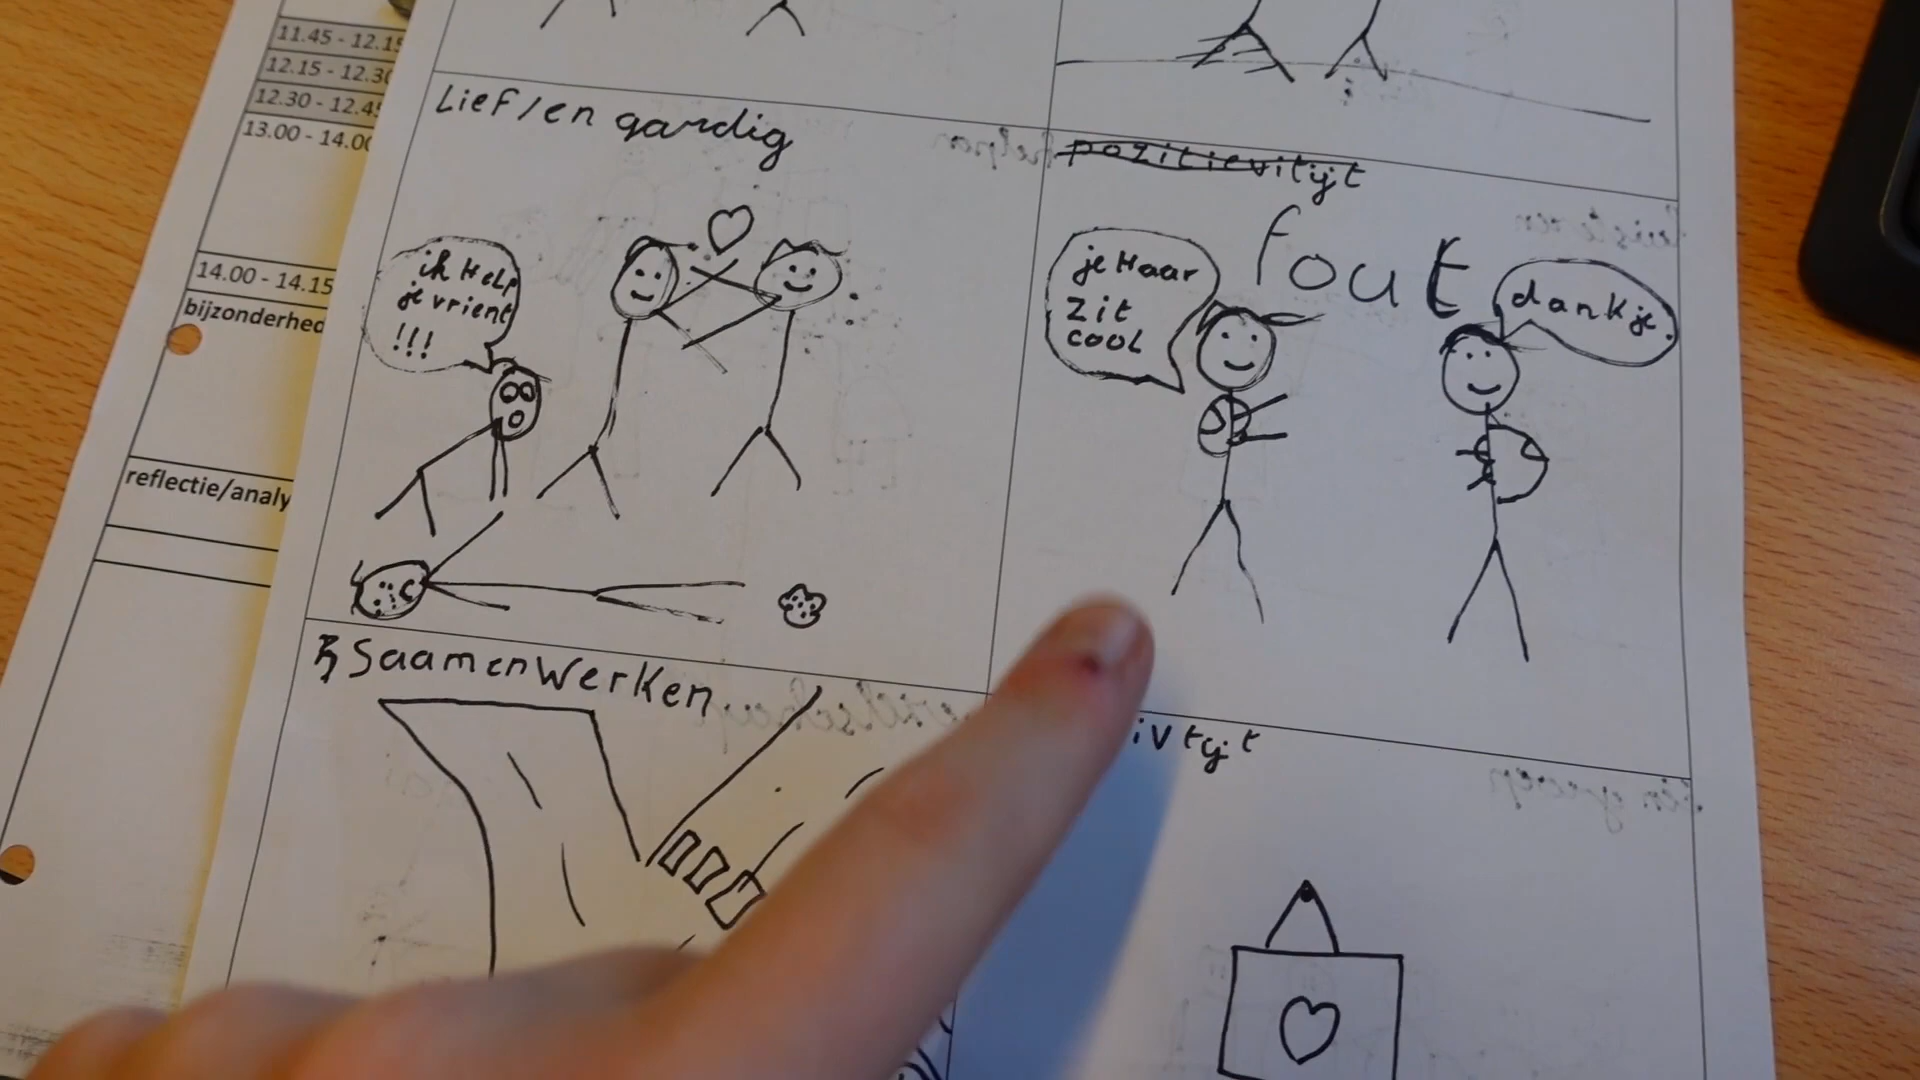 11.45 - 12.15
12.15 - 12.30
12.30 - 12.45
13.00 - 14.00
14.00 - 14.15
bijzonderhed
reflectie/analy
Lief/en aardig
ik HeLp
je vrient
!!!
pozitievitijt
fout
je Haar
zit
cool
dankje.
SaamenWerken
ivtijt